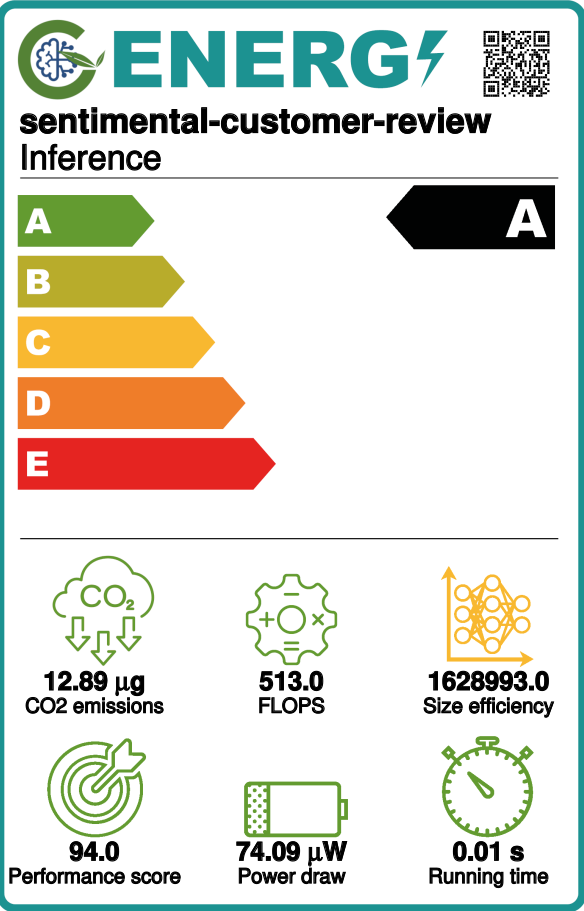 ENERG
sentimental-customer-review
Inference
A
A
B
C
D
E
CO₂
12.89 µg
CO2 emissions
513.0
FLOPS
1628993.0
Size efficiency
94.0
Performance score
74.09 µW
Power draw
0.01 s
Running time